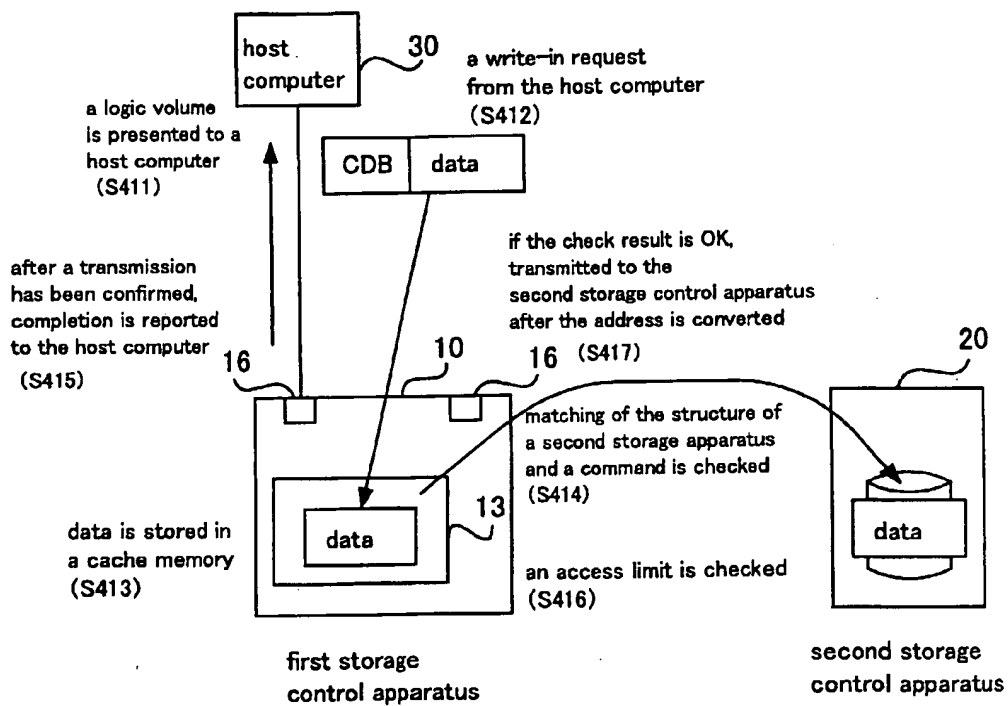 host
computer
30
a write-in request
from the host computer
(S412)
a logic volume
is presented to a
host computer
(S411)
CDB
data
if the check result is OK,
transmitted to the
second storage control apparatus
after the address is converted
(S417)
after a transmission
has been confirmed,
completion is reported
to the host computer
(S415)
16
10
16
20
matching of the structure of
a second storage apparatus
and a command is checked
(S414)
data is stored in
a cache memory
(S413)
data
13
data
an access limit is checked
(S416)
first storage
control apparatus
second storage
control apparatus